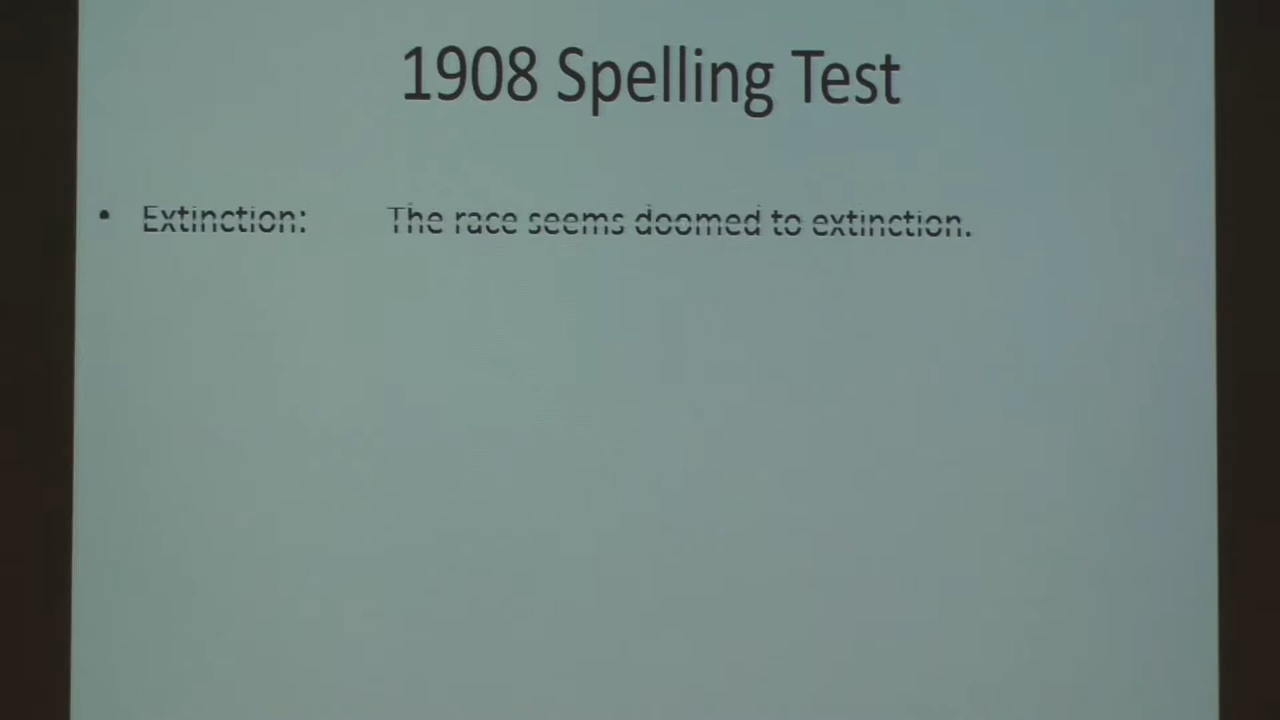 1908 Spelling Test
• Extinction: The race seems doomed to extinction.